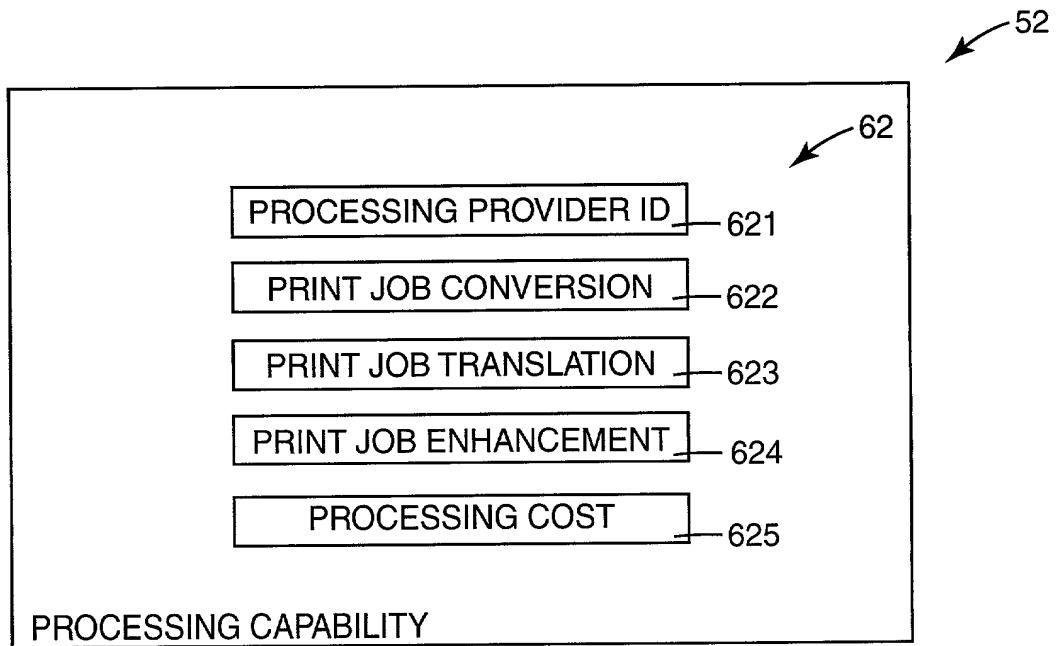 52
62
PROCESSING PROVIDER ID
621
PRINT JOB CONVERSION
622
PRINT JOB TRANSLATION
623
PRINT JOB ENHANCEMENT
624
PROCESSING COST
625
PROCESSING CAPABILITY